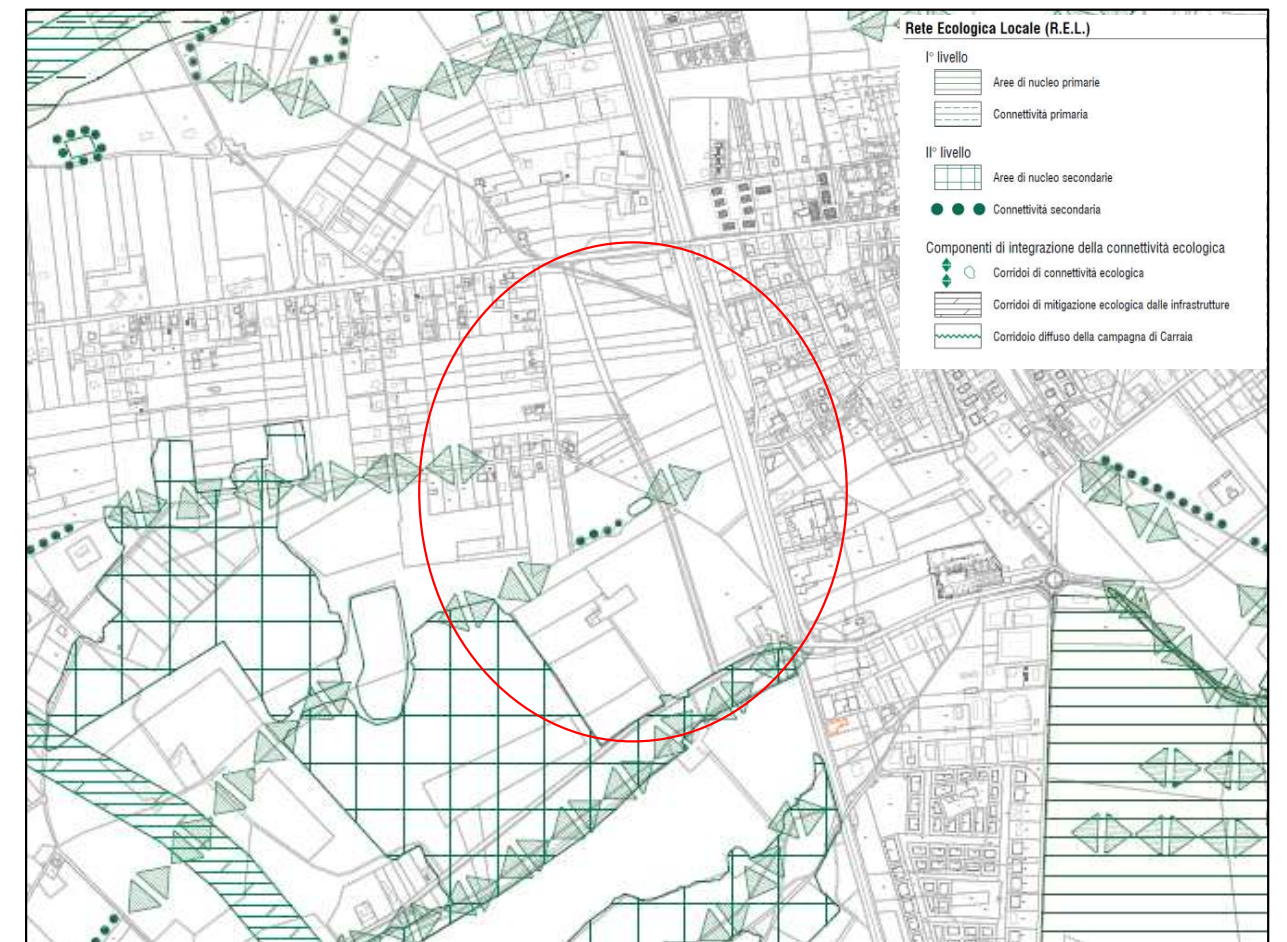 Rete Ecologica Locale (R.E.L.)
I° livello
Aree di nucleo primarie
Connettività primaria
II° livello
Aree di nucleo secondarie
Connettività secondaria
Componenti di integrazione della connettività ecologica
Corridoi di connettività ecologica
Corridoi di mitigazione ecologica dalle infrastrutture
Corridoio diffuso della campagna di Carraia